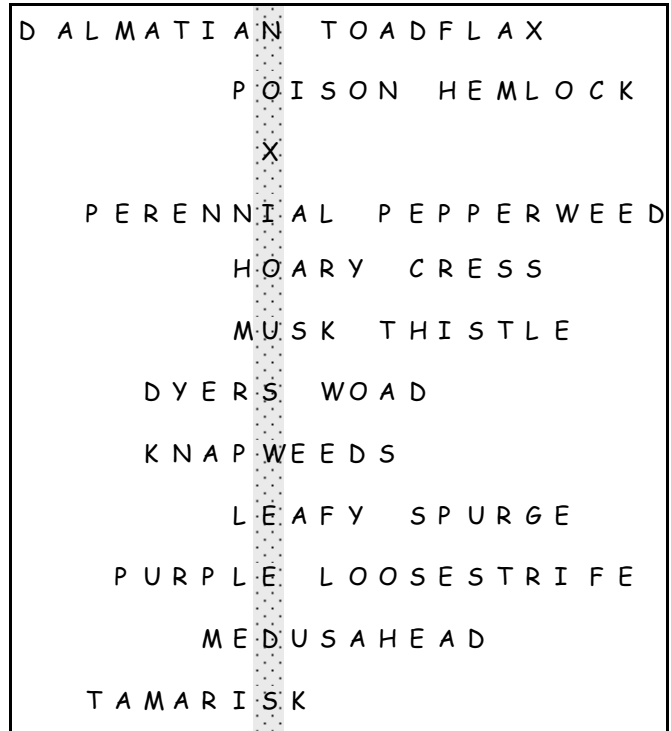 DALMATIAN TOADFLAX
POISON HEMLOCK
X
PERENNIAL PEPPERWEED
HOARY CRESS
MUSK THISTLE
DYERS WOAD
KNAPWEEDS
LEAFY SPURGE
PURPLE LOOSESTRIFE
MEDUSAHEAD
TAMARISK